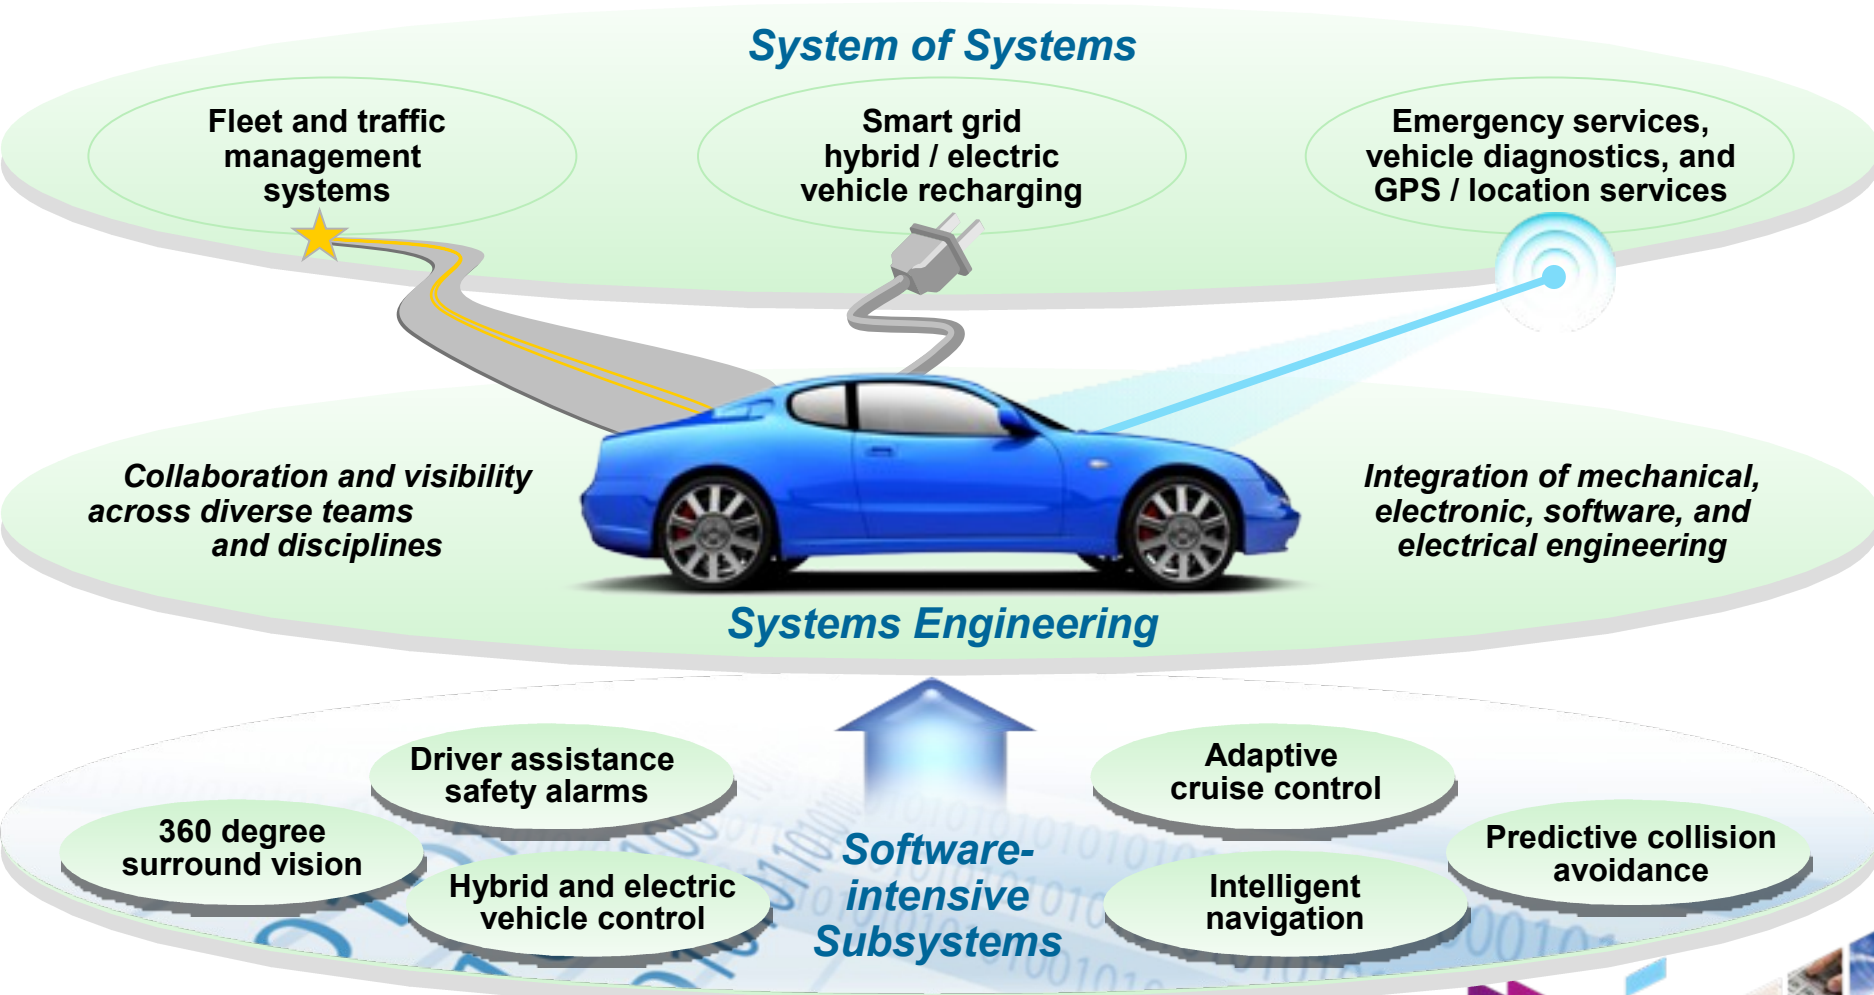 System of Systems
Fleet and traffic
management
systems
Smart grid
hybrid / electric
vehicle recharging
Emergency services,
vehicle diagnostics, and
GPS / location services
Collaboration and visibility
across diverse teams
and disciplines
Integration of mechanical,
electronic, software, and
electrical engineering
Systems Engineering
Driver assistance
safety alarms
Adaptive
cruise control
360 degree
surround vision
Predictive collision
avoidance
Hybrid and electric
vehicle control
Intelligent
navigation
Software-
intensive
Subsystems